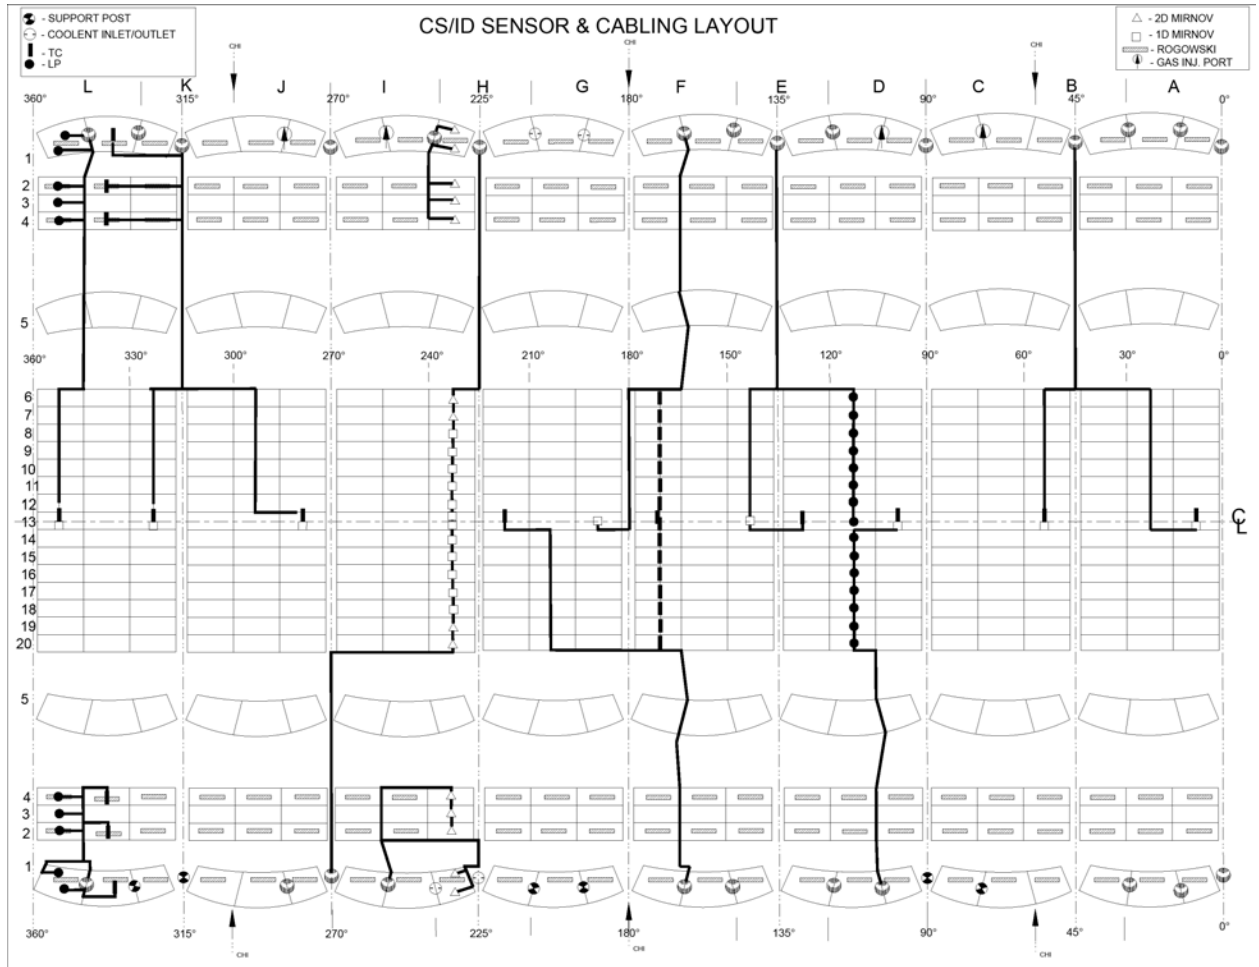 CS/ID SENSOR & CABLING LAYOUT
- SUPPORT POST
- COOLENT INLET/OUTLET
- TC
- LP
- 2D MIRNOV
- 1D MIRNOV
- ROGOWSKI
- GAS INJ. PORT
CHI CHI CHI
L K J I H G F E D C B A
360° 315° 270° 225° 180° 135° 90° 45° 0°
1
2
3
4
5
360° 330° 300° 270° 240° 210° 180° 150° 120° 90° 60° 30° 0°
6
7
8
9
10
11
12
13
CL
14
15
16
17
18
19
20
5
4
3
2
1
360° 315° 270° 225° 180° 135° 90° 45° 0°
CHI CHI CHI